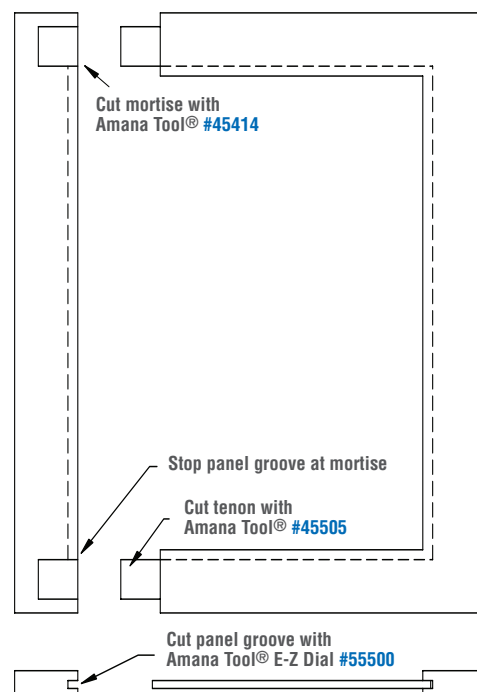 Cut mortise with
Amana Tool® #45414
Stop panel groove at mortise
Cut tenon with
Amana Tool® #45505
Cut panel groove with
Amana Tool® E-Z Dial #55500